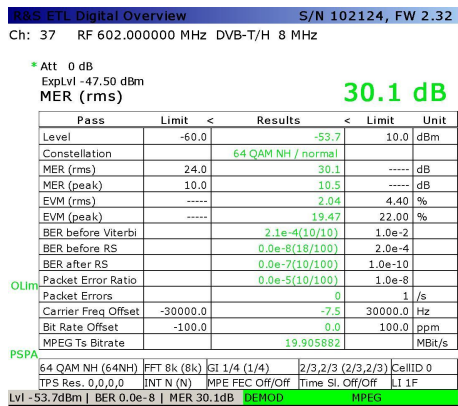 R&S ETL Digital Overview S/N 102124, FW 2.32
Ch: 37 RF 602.000000 MHz DVB-T/H 8 MHz
* Att 0 dB
ExpLvl -47.50 dBm
MER (rms) 30.1 dB
Pass Limit < Results < Limit Unit
Level -60.0 -53.7 10.0 dBm
Constellation 64 QAM NH / normal
MER (rms) 24.0 30.1 ----- dB
MER (peak) 10.0 10.5 ----- dB
EVM (rms) ----- 2.04 4.40 %
EVM (peak) ----- 19.47 22.00 %
BER before Viterbi 2.1e-4(10/10) 1.0e-2
BER before RS 0.0e-8(18/100) 2.0e-4
BER after RS 0.0e-7(10/100) 1.0e-10
Packet Error Ratio 0.0e-5(10/100) 1.0e-8
OLim
Packet Errors 0 1 /s
Carrier Freq Offset -30000.0 -7.5 30000.0 Hz
Bit Rate Offset -100.0 0.0 100.0 ppm
MPEG Ts Bitrate 19.905882 MBit/s
PSPA
64 QAM NH (64NH) FFT 8k (8k) GI 1/4 (1/4) 2/3,2/3 (2/3,2/3) CellID 0
TPS Res. 0,0,0,0 INT N (N) MPE FEC Off/Off Time Sl. Off/Off LI 1F
Lvl -53.7dBm | BER 0.0e-8 | MER 30.1dB DEMOD MPEG